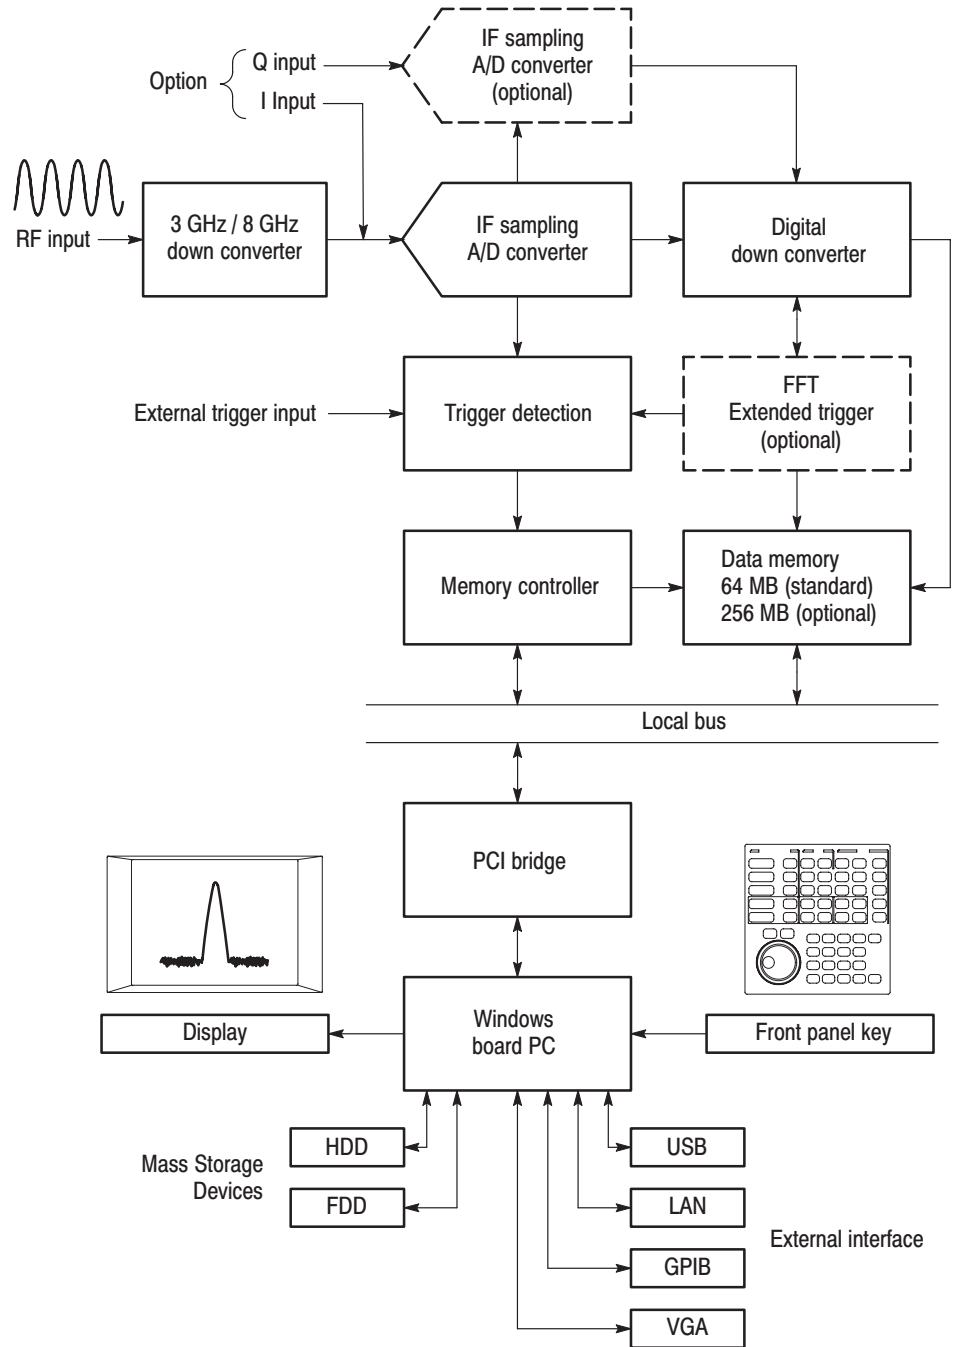 IF sampling
A/D converter
(optional)
Option
Q input
I Input
RF input
3 GHz / 8 GHz
down converter
IF sampling
A/D converter
Digital
down converter
External trigger input
Trigger detection
FFT
Extended trigger
(optional)
Memory controller
Data memory
64 MB (standard)
256 MB (optional)
Local bus
PCI bridge
Display
Windows
board PC
Front panel key
Mass Storage
Devices
HDD
FDD
USB
LAN
GPIB
VGA
External interface